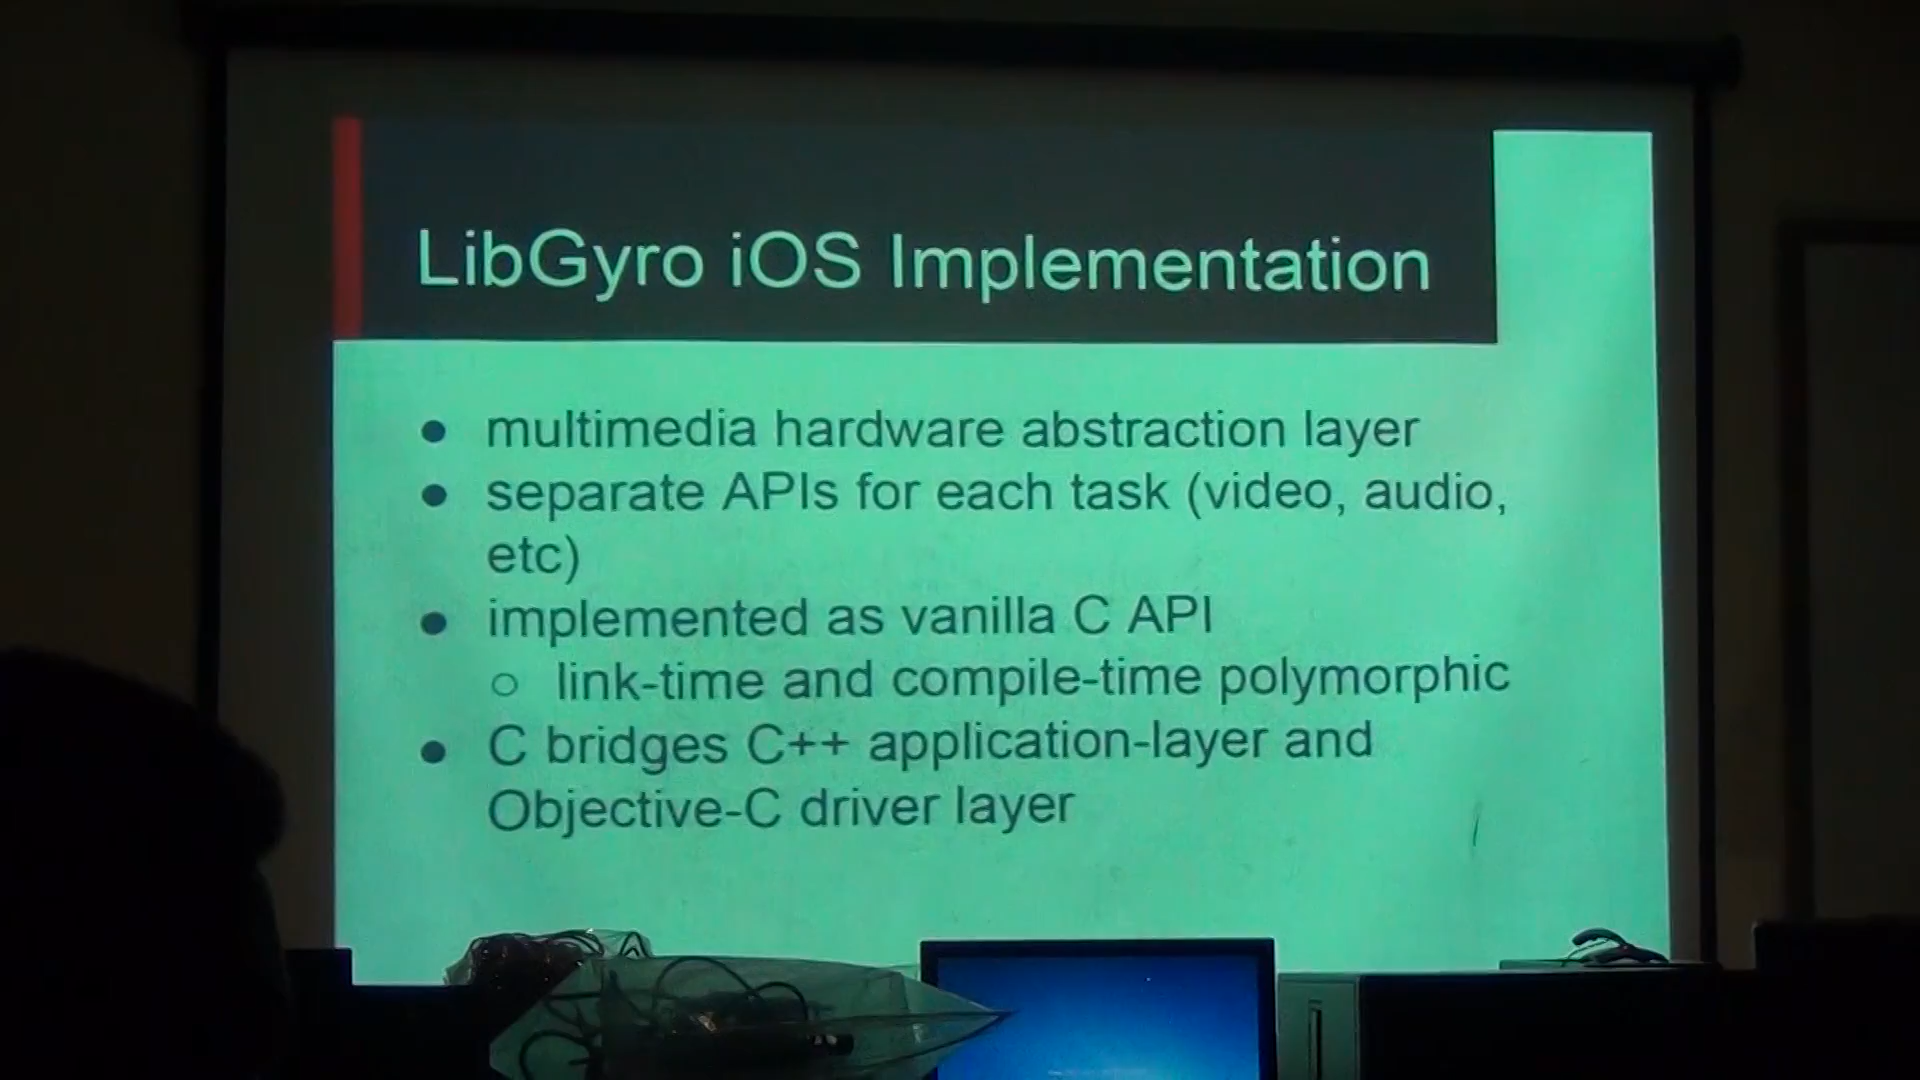 LibGyro iOS Implementation
● multimedia hardware abstraction layer
● separate APIs for each task (video, audio,
etc)
● implemented as vanilla C API
○ link-time and compile-time polymorphic
● C bridges C++ application-layer and
Objective-C driver layer